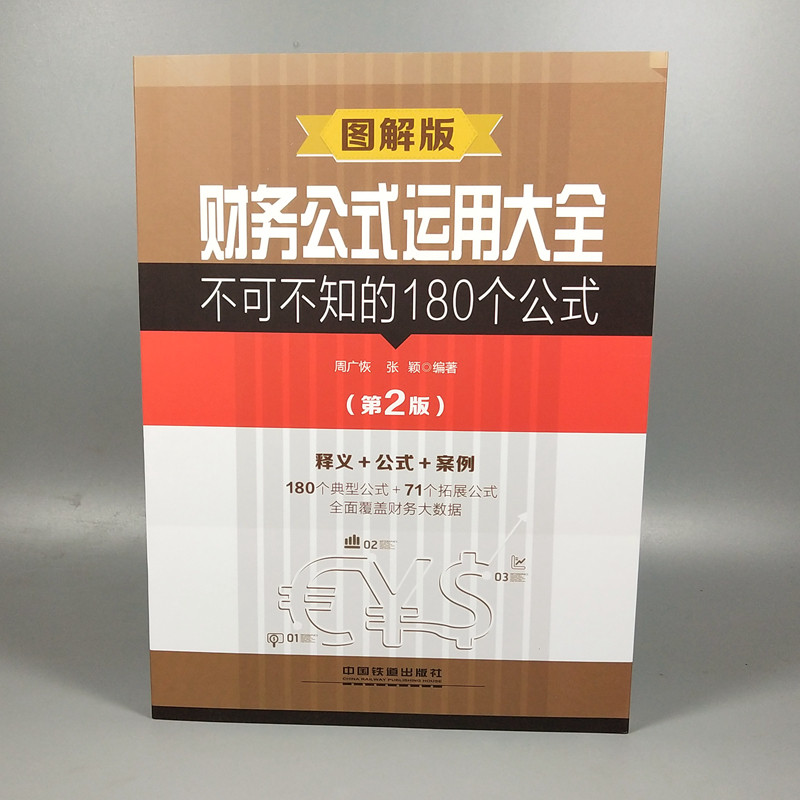 图解版
财务公式运用大全
不可不知的180个公式
周广恢 张 颖◎编著
(第2版)
释义+公式+案例
180个典型公式+71个拓展公式
全面覆盖财务大数据
02
03
01
中国铁道出版社
CHINA RAILWAY PUBLISHING HOUSE